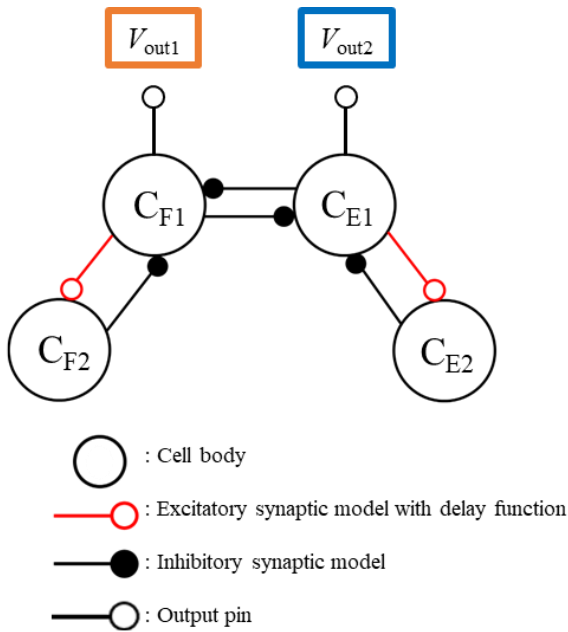 Vout1 Vout2
CF1 CE1
CF2 CE2
: Cell body
: Excitatory synaptic model with delay function
: Inhibitory synaptic model
: Output pin